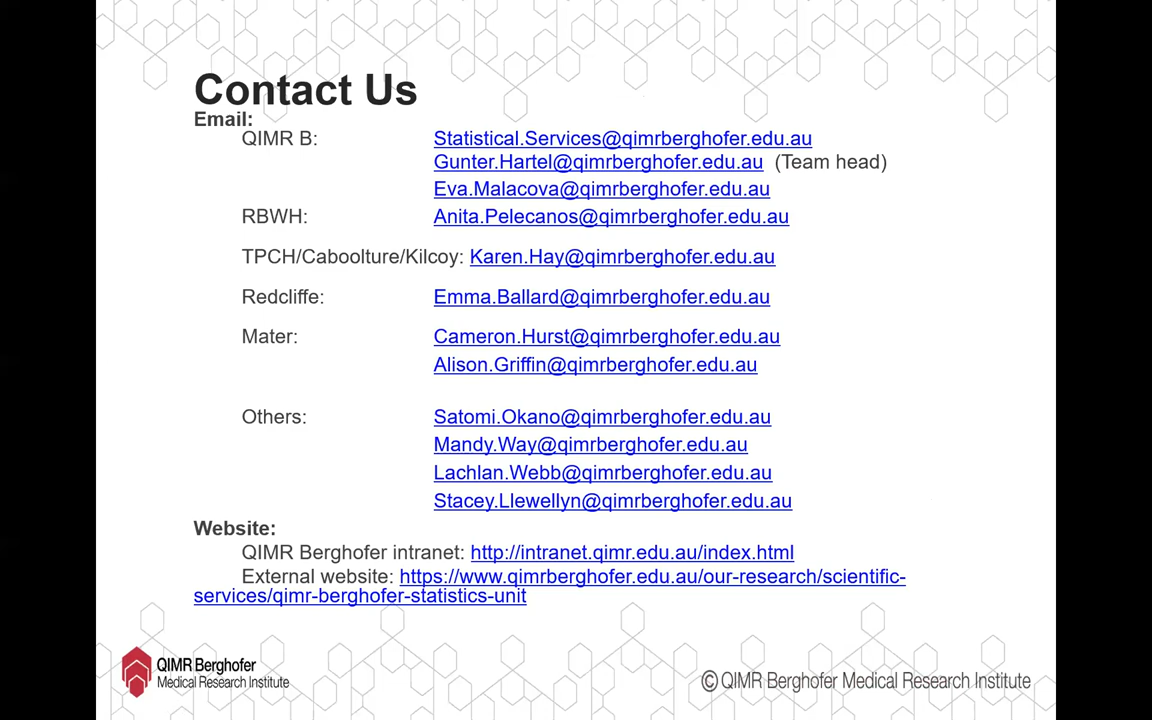 Contact Us
Email:
QIMR B: Statistical.Services@qimrberghofer.edu.au
Gunter.Hartel@qimrberghofer.edu.au (Team head)
Eva.Malacova@qimrberghofer.edu.au
RBWH: Anita.Pelecanos@qimrberghofer.edu.au
TPCH/Caboolture/Kilcoy: Karen.Hay@qimrberghofer.edu.au
Redcliffe: Emma.Ballard@qimrberghofer.edu.au
Mater: Cameron.Hurst@qimrberghofer.edu.au
Alison.Griffin@qimrberghofer.edu.au
Others: Satomi.Okano@qimrberghofer.edu.au
Mandy.Way@qimrberghofer.edu.au
Lachlan.Webb@qimrberghofer.edu.au
Stacey.Llewellyn@qimrberghofer.edu.au
Website:
QIMR Berghofer intranet: http://intranet.qimr.edu.au/index.html
External website: https://www.qimrberghofer.edu.au/our-research/scientific-
services/qimr-berghofer-statistics-unit
QIMR Berghofer
Medical Research Institute
© QIMR Berghofer Medical Research Institute